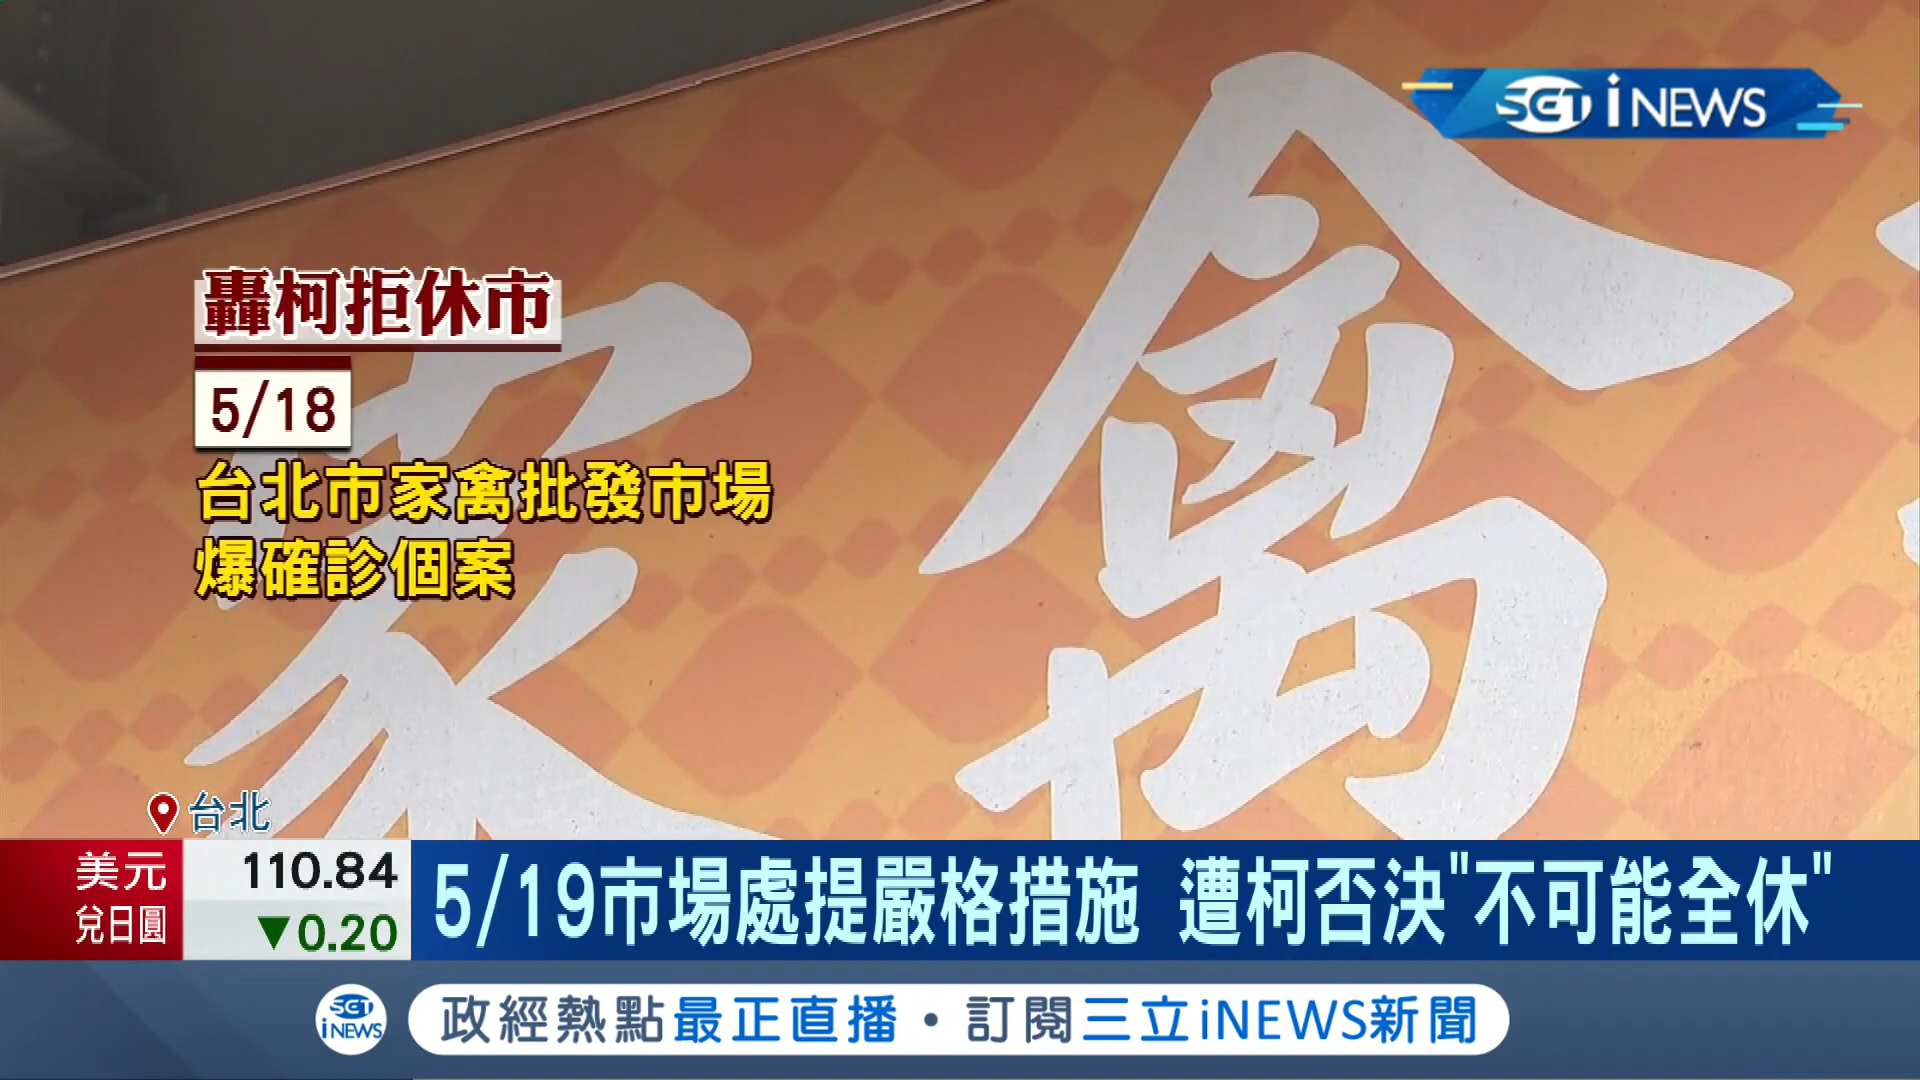 SET iNEWS
家禽
轟柯拒休市
5/18
台北市家禽批發市場
爆確診個案
台北
美元
兌日圓
110.84
▼0.20
5/19市場處提嚴格措施 遭柯否決"不可能全休"
SET
iNEWS
政經熱點最正直播・訂閱三立iNEWS新聞